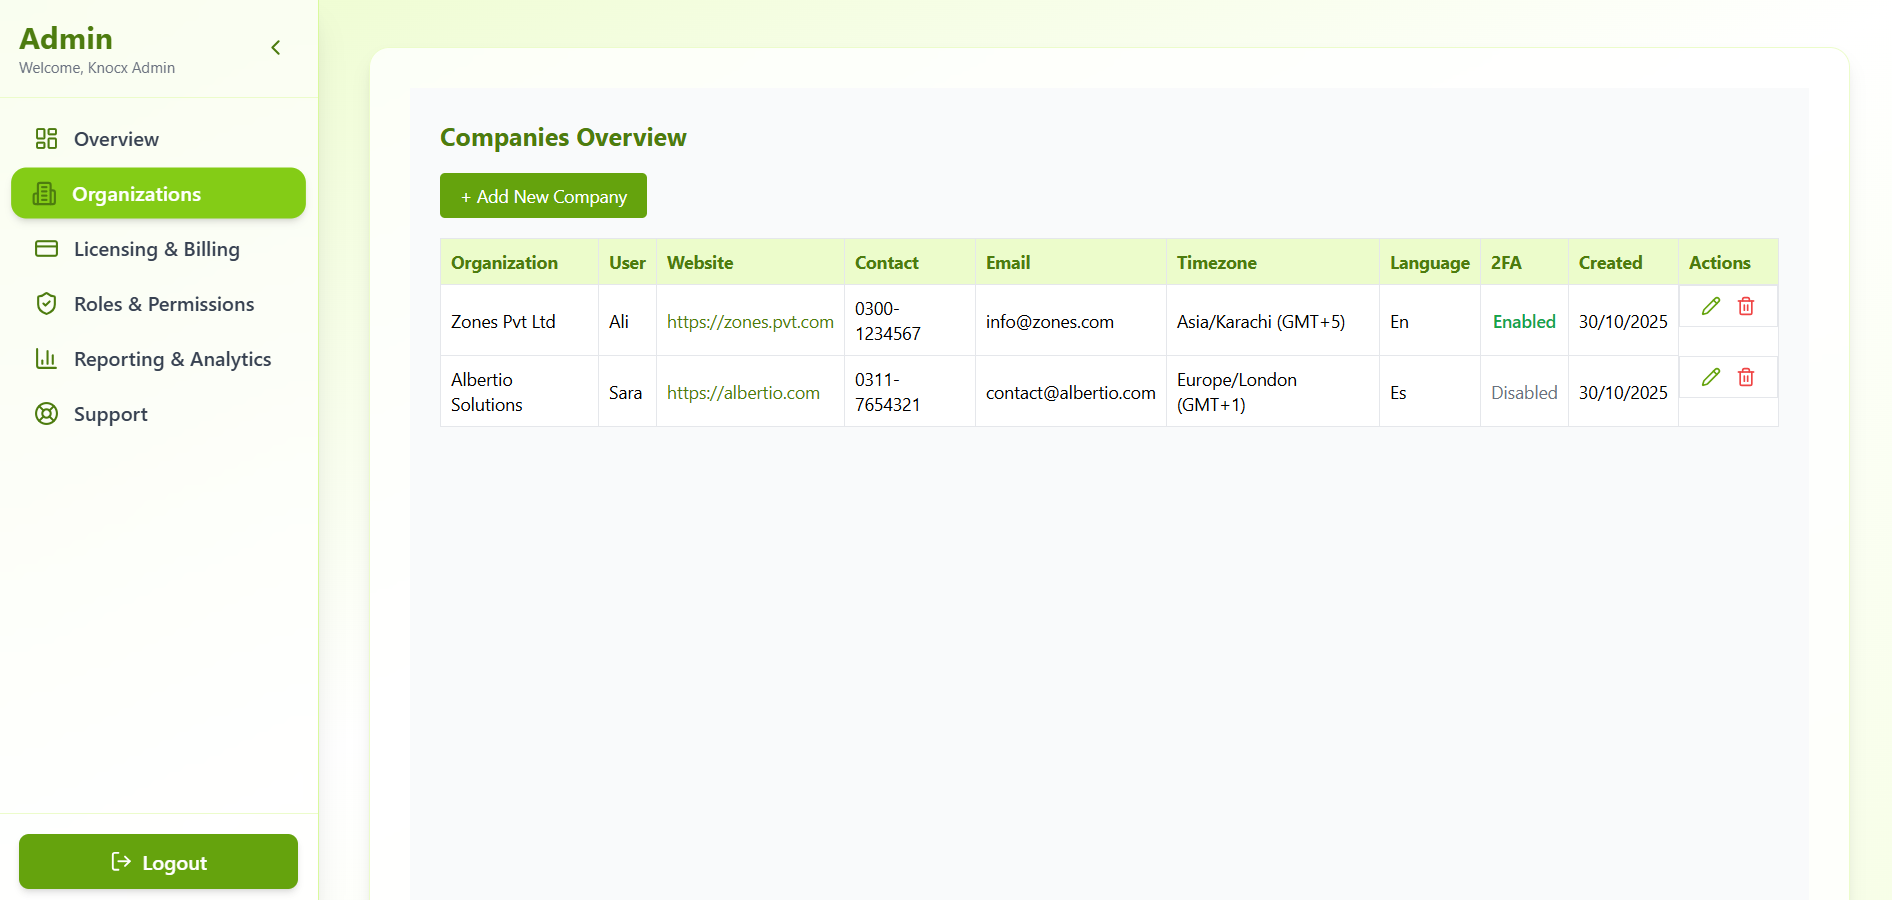 Admin
Welcome, Knocx Admin
Overview
Organizations
Licensing & Billing
Roles & Permissions
Reporting & Analytics
Support
Logout
Companies Overview
+ Add New Company
Organization User Website Contact Email Timezone Language 2FA Created Actions
Zones Pvt Ltd Ali https://zones.pvt.com 0300-
1234567 info@zones.com Asia/Karachi (GMT+5) En Enabled 30/10/2025
Albertio
Solutions Sara https://albertio.com 0311-
7654321 contact@albertio.com Europe/London
(GMT+1) Es Disabled 30/10/2025